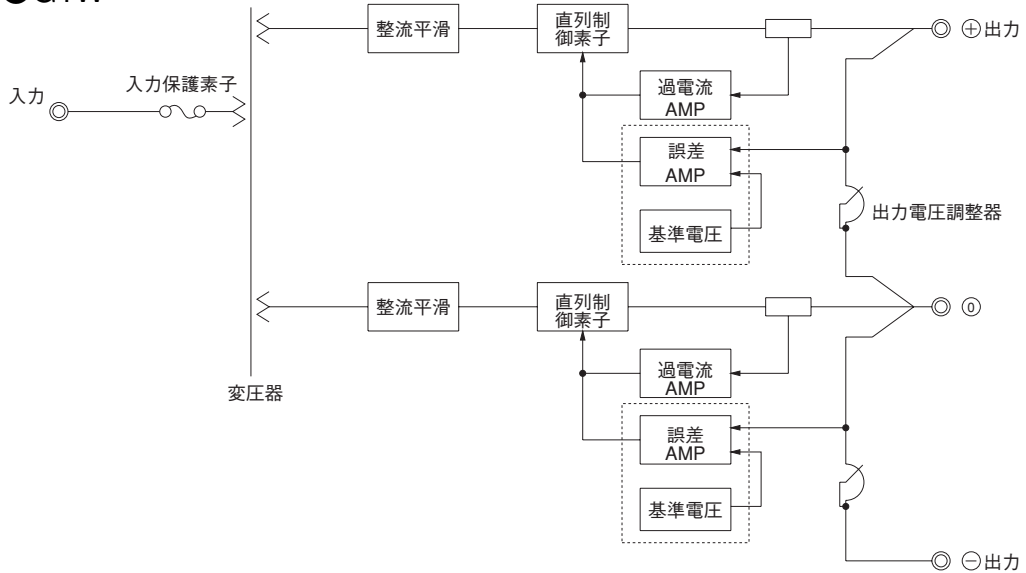 整流平滑
直列制
御素子
⊕出力
入力
入力保護素子
過電流
AMP
誤差
AMP
出力電圧調整器
基準電圧
整流平滑
直列制
御素子
⓪
変圧器
過電流
AMP
誤差
AMP
基準電圧
⊖出力